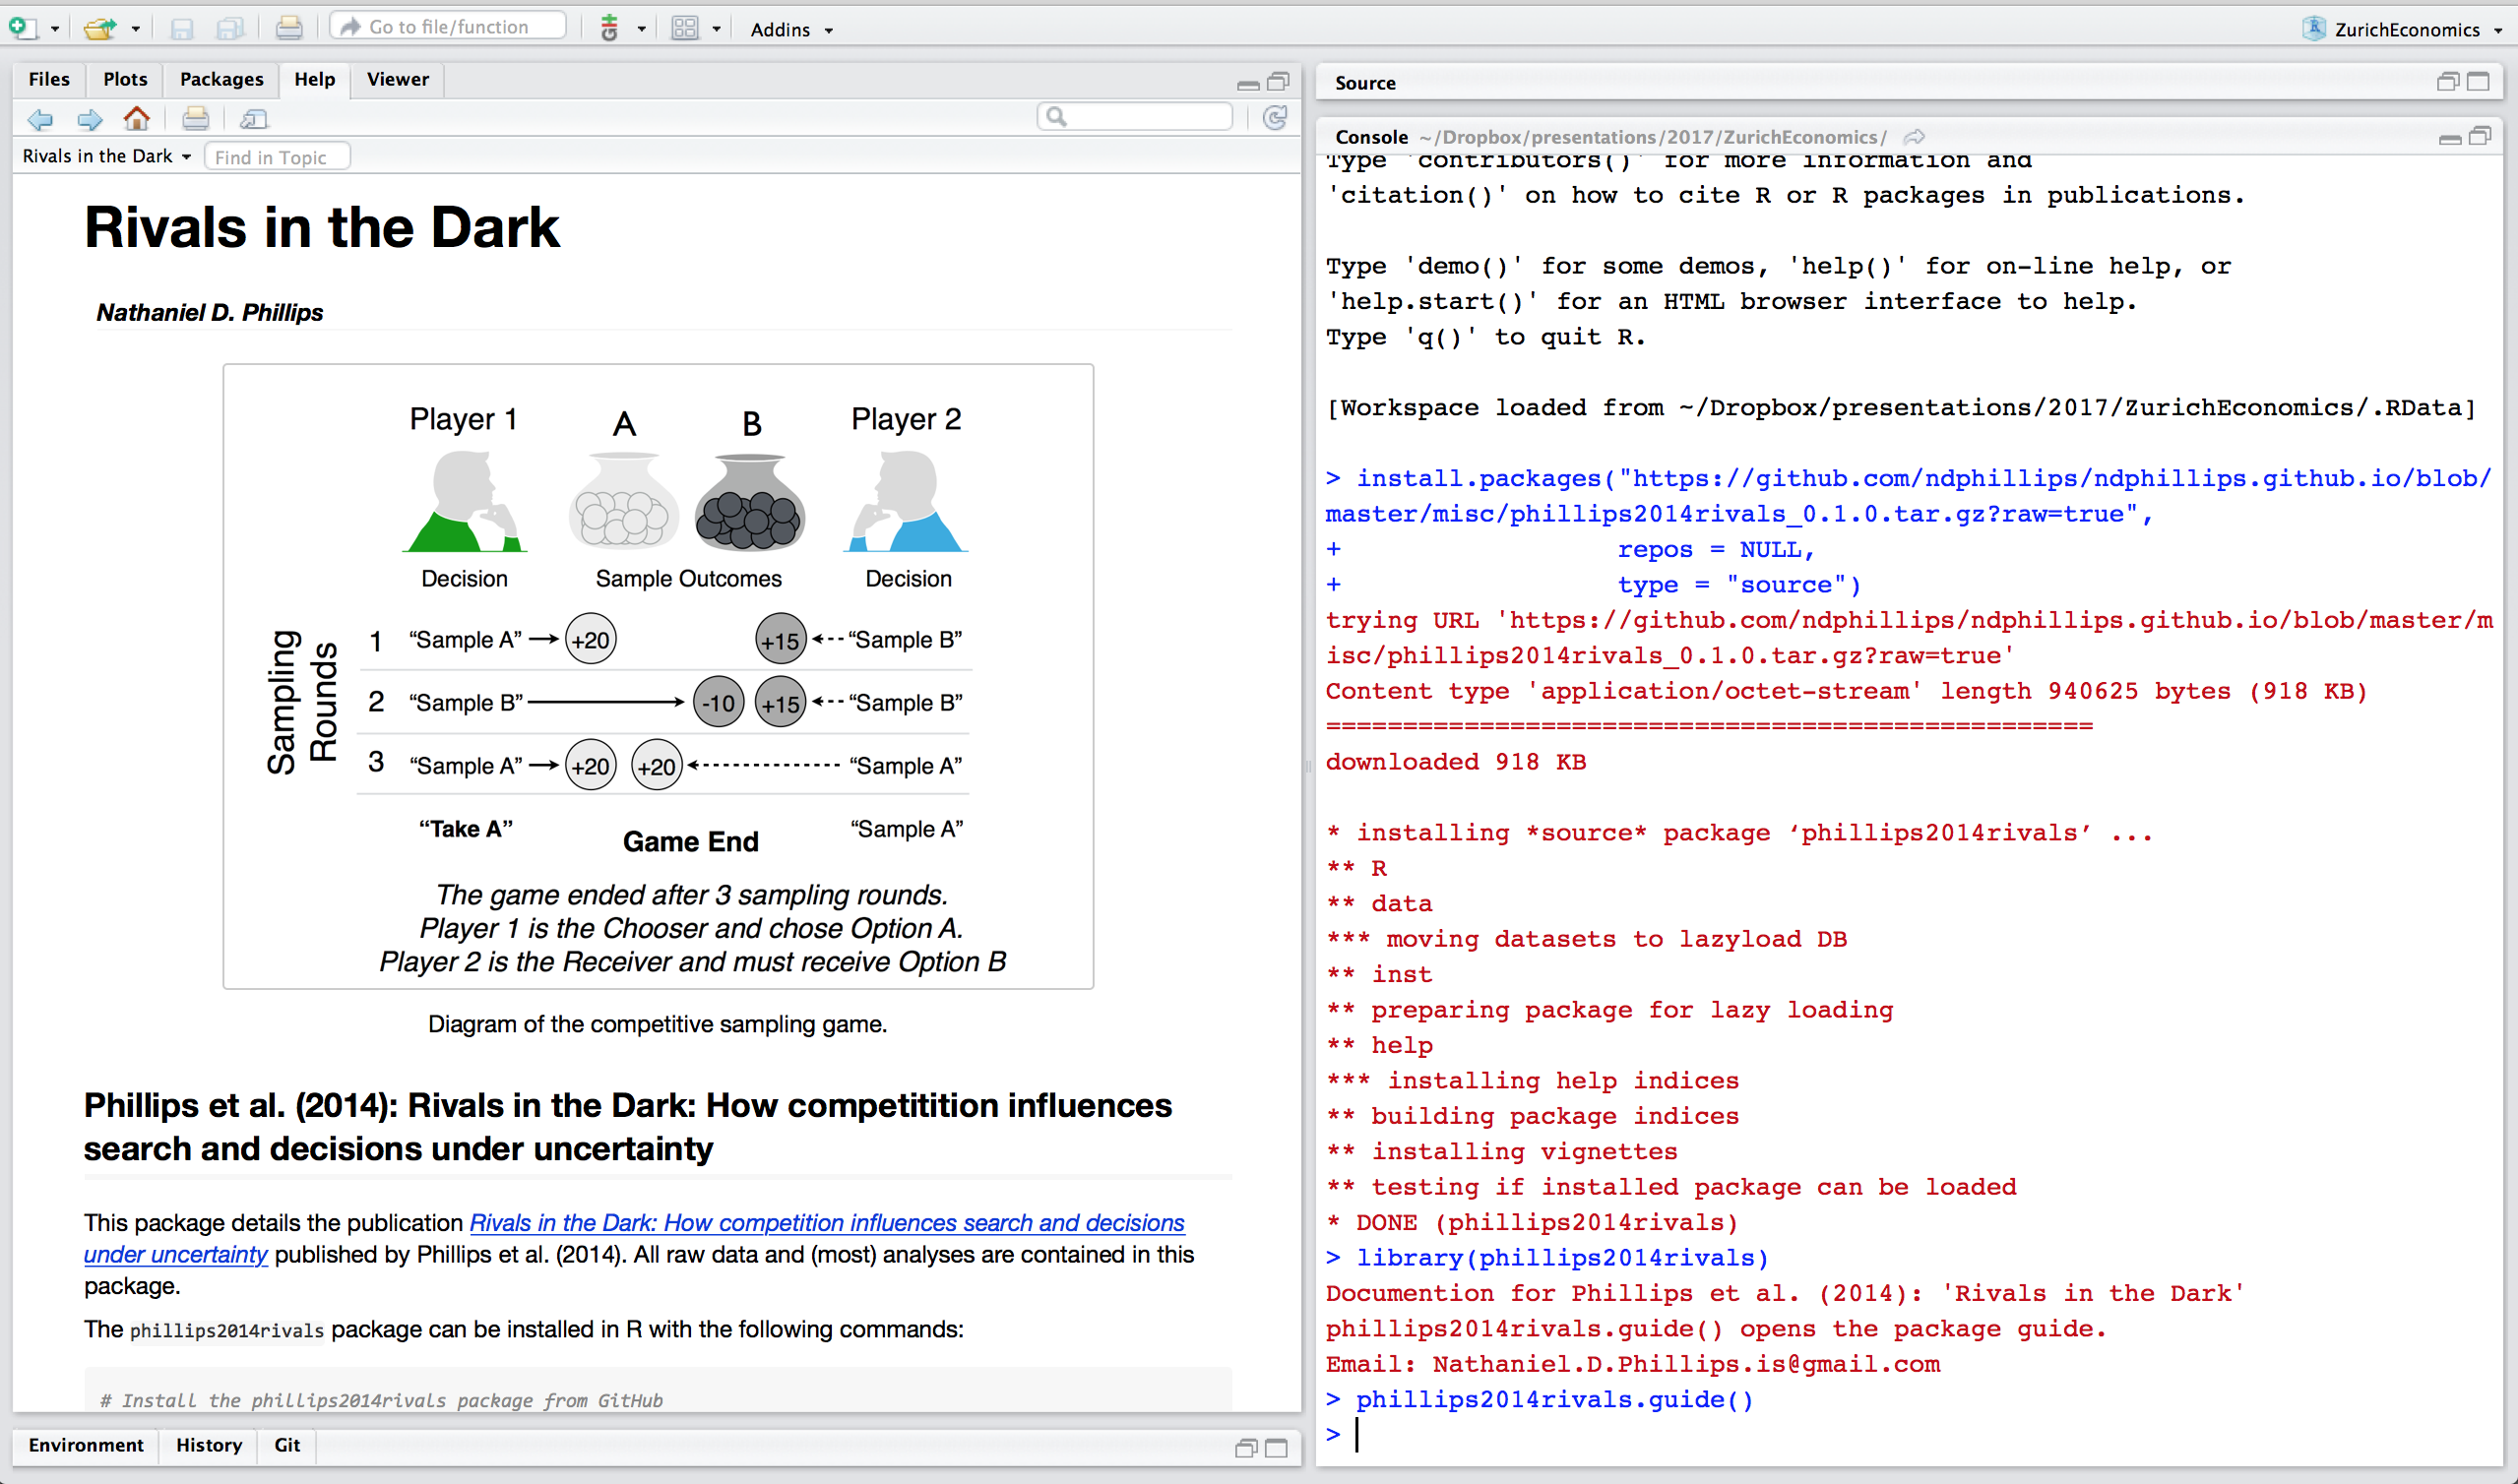 Go to file/function
Addins
ZurichEconomics
Files Plots Packages Help Viewer
Rivals in the Dark Find in Topic
Rivals in the Dark
Nathaniel D. Phillips
Player 1 A B Player 2
Decision Sample Outcomes Decision
Sampling
Rounds
1 “Sample A” +20 +15 “Sample B”
2 “Sample B” -10 +15 “Sample B”
3 “Sample A” +20 +20 “Sample A”
“Take A” Game End “Sample A”
The game ended after 3 sampling rounds.
Player 1 is the Chooser and chose Option A.
Player 2 is the Receiver and must receive Option B
Diagram of the competitive sampling game.
Phillips et al. (2014): Rivals in the Dark: How competitition influences
search and decisions under uncertainty
This package details the publication Rivals in the Dark: How competition influences search and decisions
under uncertainty published by Phillips et al. (2014). All raw data and (most) analyses are contained in this
package.
The phillips2014rivals package can be installed in R with the following commands:
# Install the phillips2014rivals package from GitHub
Environment History Git
Source
Console ~/Dropbox/presentations/2017/ZurichEconomics/
Type 'contributors()' for more information and
'citation()' on how to cite R or R packages in publications.
Type 'demo()' for some demos, 'help()' for on-line help, or
'help.start()' for an HTML browser interface to help.
Type 'q()' to quit R.
[Workspace loaded from ~/Dropbox/presentations/2017/ZurichEconomics/.RData]
> install.packages("https://github.com/ndphillips/ndphillips.github.io/blob/
master/misc/phillips2014rivals_0.1.0.tar.gz?raw=true",
+ repos = NULL,
+ type = "source")
trying URL 'https://github.com/ndphillips/ndphillips.github.io/blob/master/m
isc/phillips2014rivals_0.1.0.tar.gz?raw=true'
Content type 'application/octet-stream' length 940625 bytes (918 KB)
==================================================
downloaded 918 KB
* installing *source* package ‘phillips2014rivals’ ...
** R
** data
*** moving datasets to lazyload DB
** inst
** preparing package for lazy loading
** help
*** installing help indices
** building package indices
** installing vignettes
** testing if installed package can be loaded
* DONE (phillips2014rivals)
> library(phillips2014rivals)
Documention for Phillips et al. (2014): 'Rivals in the Dark'
phillips2014rivals.guide() opens the package guide.
Email: Nathaniel.D.Phillips.is@gmail.com
> phillips2014rivals.guide()
>